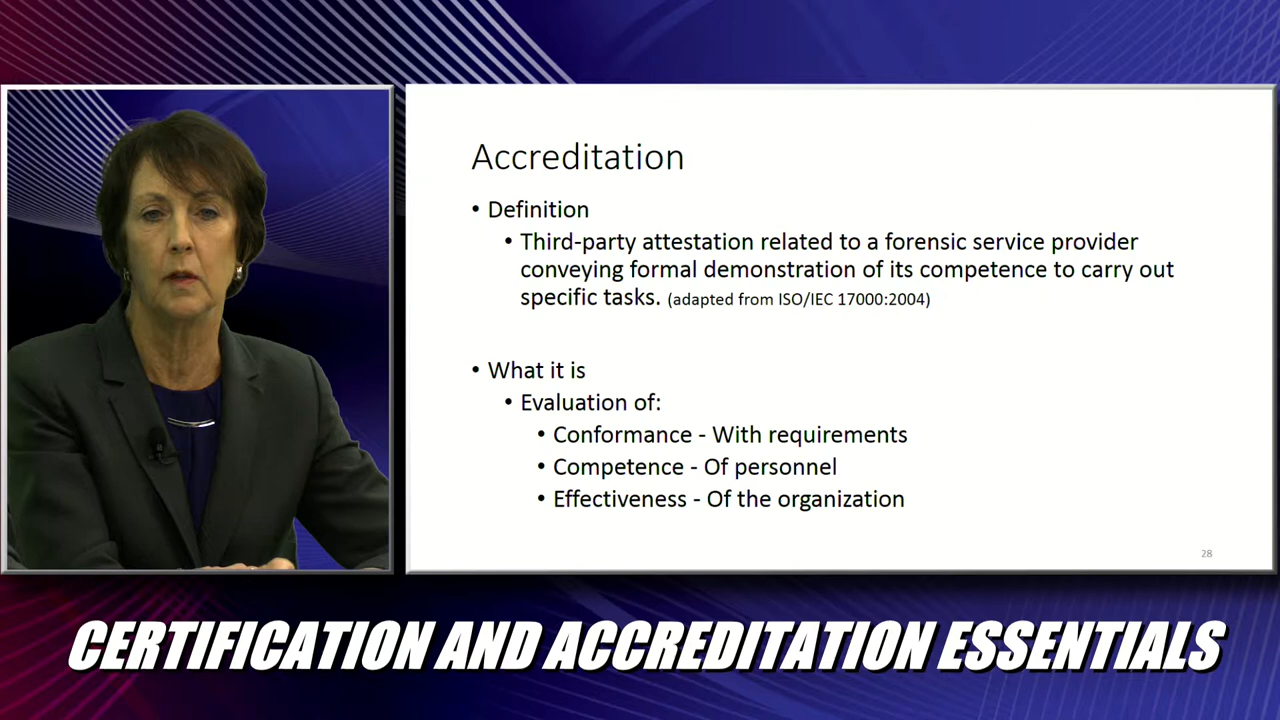 Accreditation
• Definition
• Third-party attestation related to a forensic service provider
conveying formal demonstration of its competence to carry out
specific tasks. (adapted from ISO/IEC 17000:2004)
• What it is
• Evaluation of:
• Conformance - With requirements
• Competence - Of personnel
• Effectiveness - Of the organization
28
CERTIFICATION AND ACCREDITATION ESSENTIALS